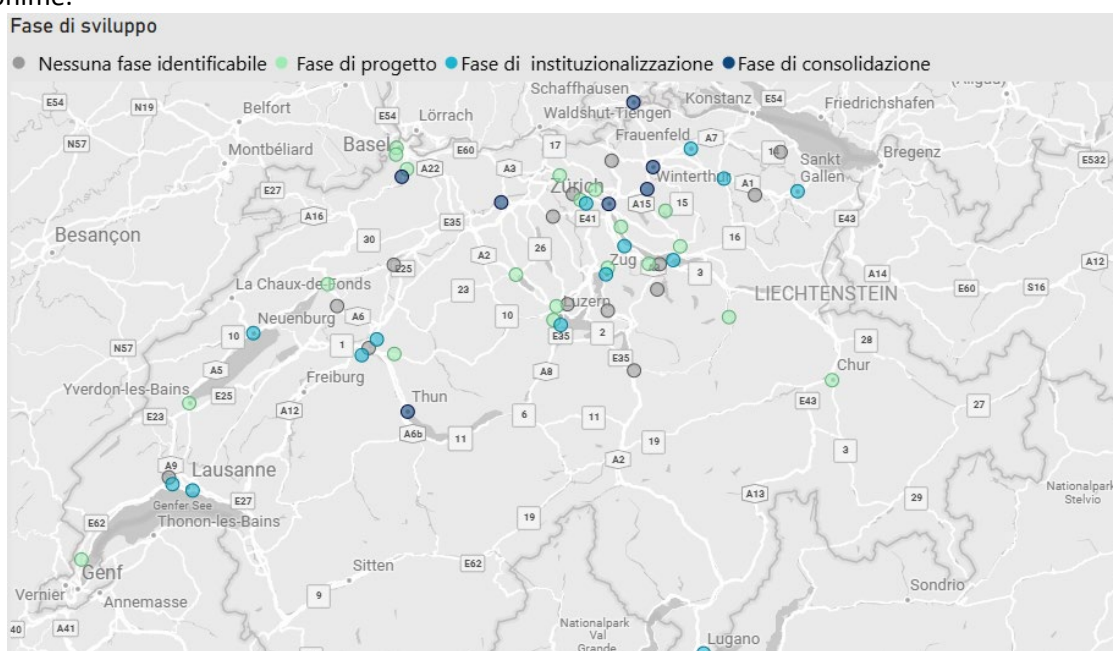 Fase di sviluppo
Nessuna fase identificabile Fase di progetto Fase di instituzionalizzazione Fase di consolidazione
Schaffhausen
E54
N19
Belfort
E54
Lörrach
Waldshut-Tiengen
Konstanz
E54
Friedrichshafen
N57
Montbéliard
Basel
E60
17
Frauenfeld
A7
Sankt
Gallen
Bregenz
E532
A22
A3
Zürich
Winterthur
A1
E27
A16
E35
E41
A15
15
E43
Besançon
30
26
16
A2
Zug
3
A12
E25
La Chaux-de-Fonds
23
A14
E60
S16
LIECHTENSTEIN
Neuenburg
A6
10
Luzern
10
1
E35
2
28
N57
A5
Freiburg
A8
E35
Chur
Yverdon-les-Bains
E25
Thun
E23
A12
A6b
11
6
11
E43
27
19
3
A9
Lausanne
A2
Genfer See
E27
A13
29
Nationalpark
Stelvio
E62
Thonon-les-Bains
19
Genf
Sitten
E62
Vernier
Annemasse
9
Sondrio
40
A41
Nationalpark
Val
Grande
Lugano